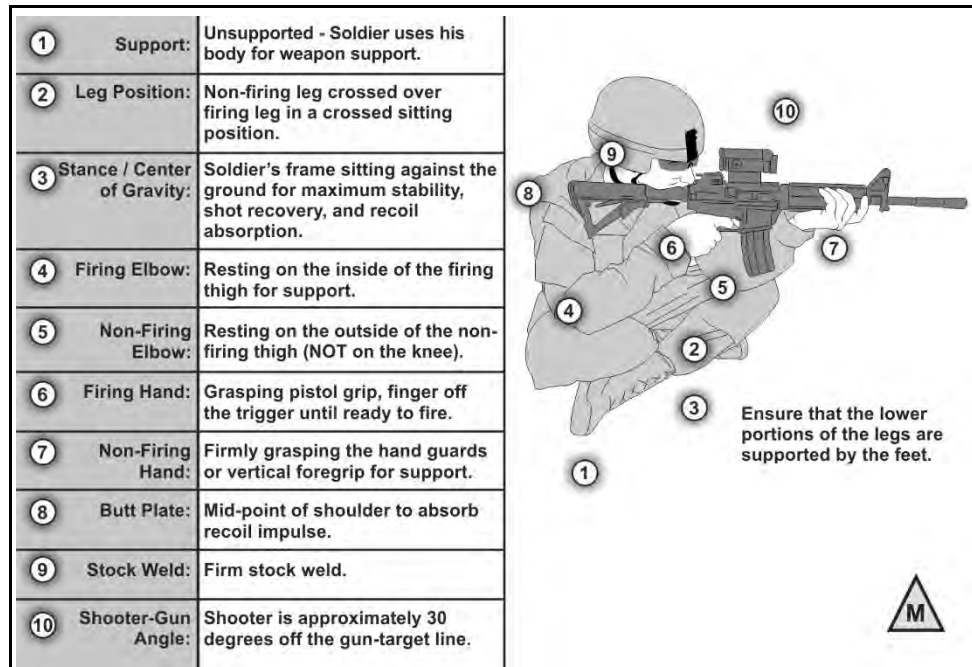 1 Support: Unsupported - Soldier uses his
body for weapon support.
2 Leg Position: Non-firing leg crossed over
firing leg in a crossed sitting
position.
3 Stance / Center
of Gravity:
Soldier's frame sitting against the
ground for maximum stability,
shot recovery, and recoil
absorption.
4 Firing Elbow: Resting on the inside of the firing
thigh for support.
5 Non-Firing
Elbow:
Resting on the outside of the non-
firing thigh (NOT on the knee).
6 Firing Hand: Grasping pistol grip, finger off
the trigger until ready to fire.
7 Non-Firing
Hand:
Firmly grasping the hand guards
or vertical foregrip for support.
8 Butt Plate: Mid-point of shoulder to absorb
recoil impulse.
9 Stock Weld: Firm stock weld.
10 Shooter-Gun
Angle:
Shooter is approximately 30
degrees off the gun-target line.
10
9
8
7
6
5
4
2
3
1
Ensure that the lower
portions of the legs are
supported by the feet.
M